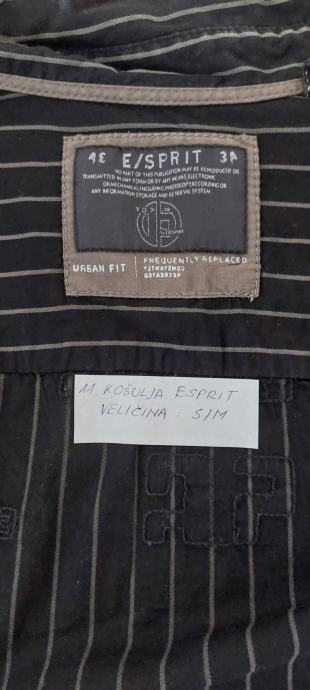 E/SPRIT
NO PART OF THIS PUBLICATION MAY BE REPRODUCED OR
TRANSMITTED IN ANY FORM OR BY ANY MEANS, ELECTRONIC
OR MECHANICAL, INCLUDING PHOTOCOPY, RECORDING OR
ANY INFORMATION STORAGE AND RETRIEVAL SYSTEM
URBAN FIT
FREQUENTLY REPLACED
CONSTANTLY
11 KOŠULJA ESPRIT
VELIČINA : S/M